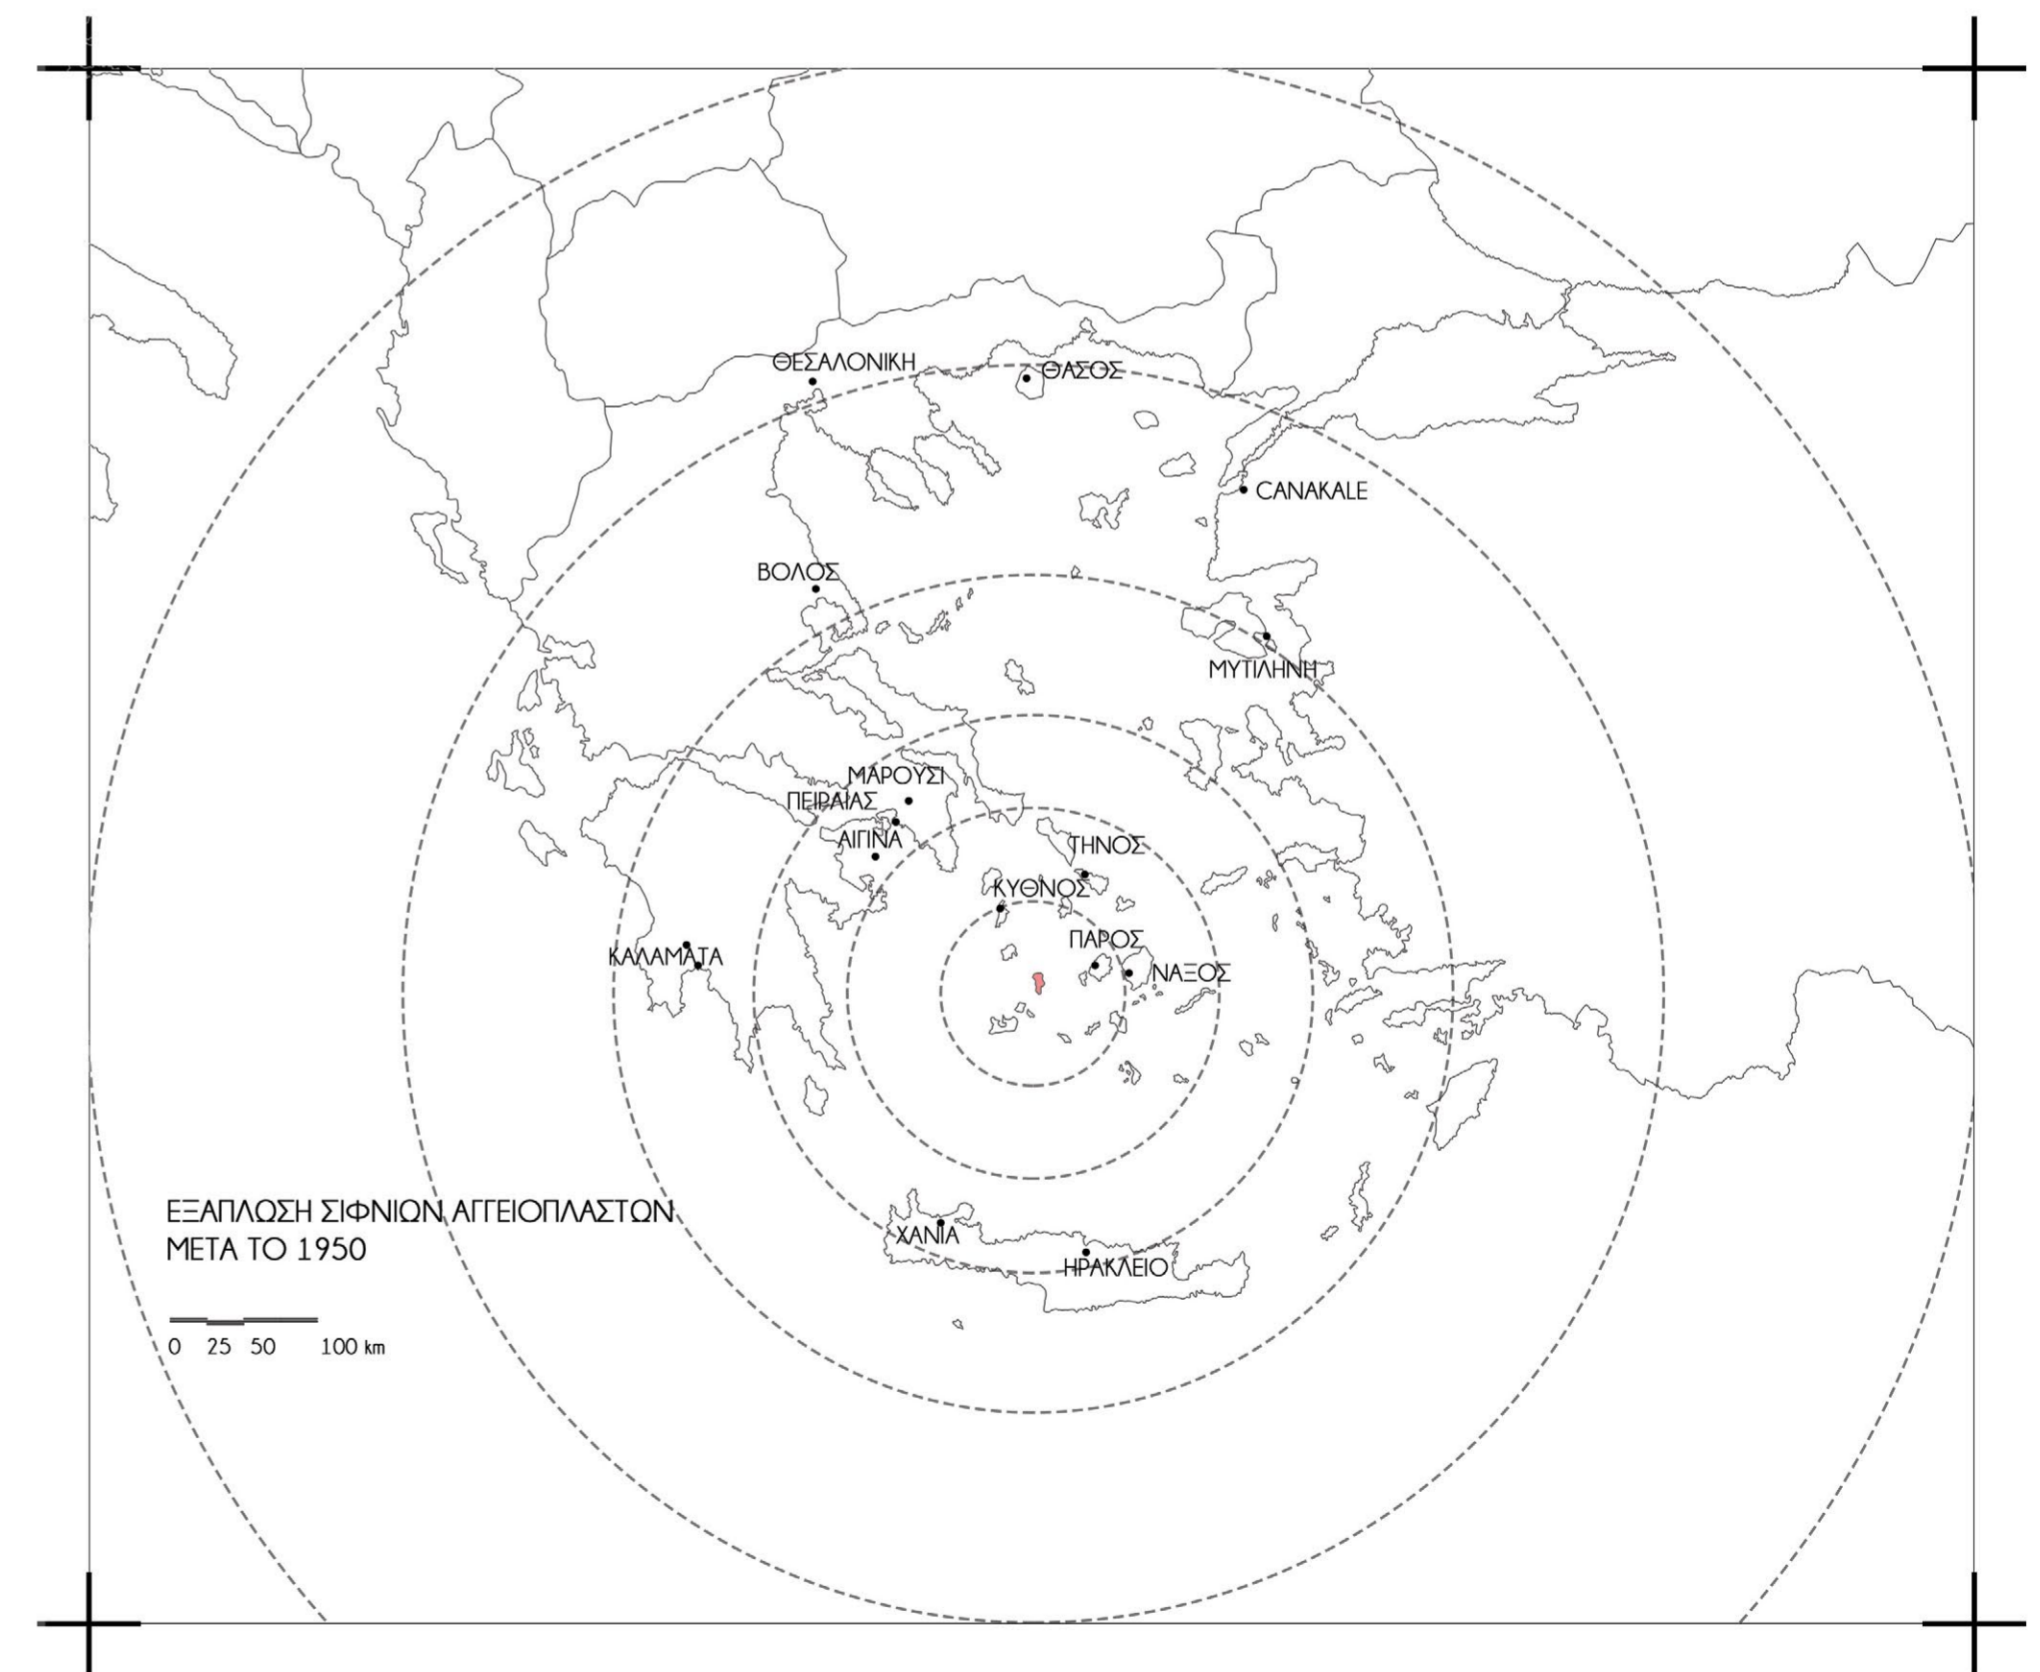 ΘΕΣΑΛΟΝΙΚΗ
ΘΑΣΟΣ
CANAKALE
ΒΟΛΟΣ
ΜΥΤΙΛΗΝΗ
ΜΑΡΟΥΣΙ
ΠΕΙΡΑΙΑΣ
ΑΙΓΙΝΑ
ΤΗΝΟΣ
ΚΥΘΝΟΣ
ΠΑΡΟΣ
ΚΑΛΑΜΑΤΑ
ΝΑΞΟΣ
ΕΞΑΠΛΩΣΗ ΣΙΦΝΙΩΝ ΑΓΓΕΙΟΠΛΑΣΤΩΝ
ΜΕΤΑ ΤΟ 1950
ΧΑΝΙΑ
ΗΡΑΚΛΕΙΟ
0 25 50 100 km